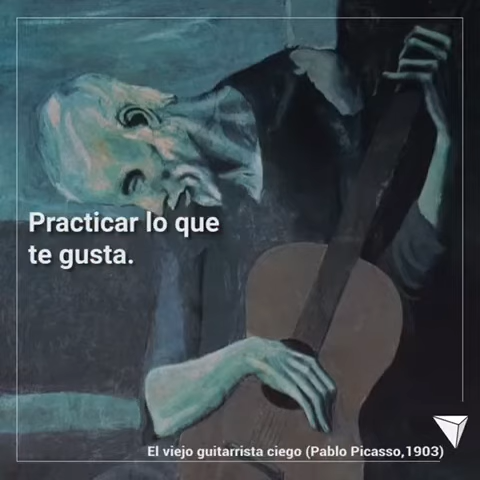 Practicar lo que
te gusta.
El viejo guitarrista ciego (Pablo Picasso,1903)